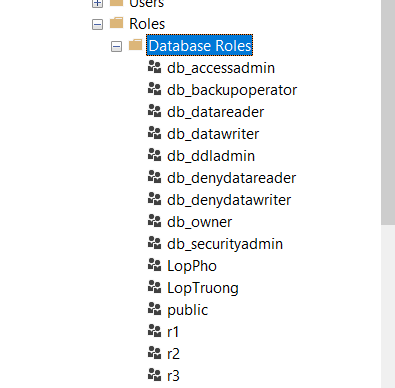 Users
Roles
Database Roles
db_accessadmin
db_backupoperator
db_datareader
db_datawriter
db_ddladmin
db_denydatareader
db_denydatawriter
db_owner
db_securityadmin
LopPho
LopTruong
public
r1
r2
r3